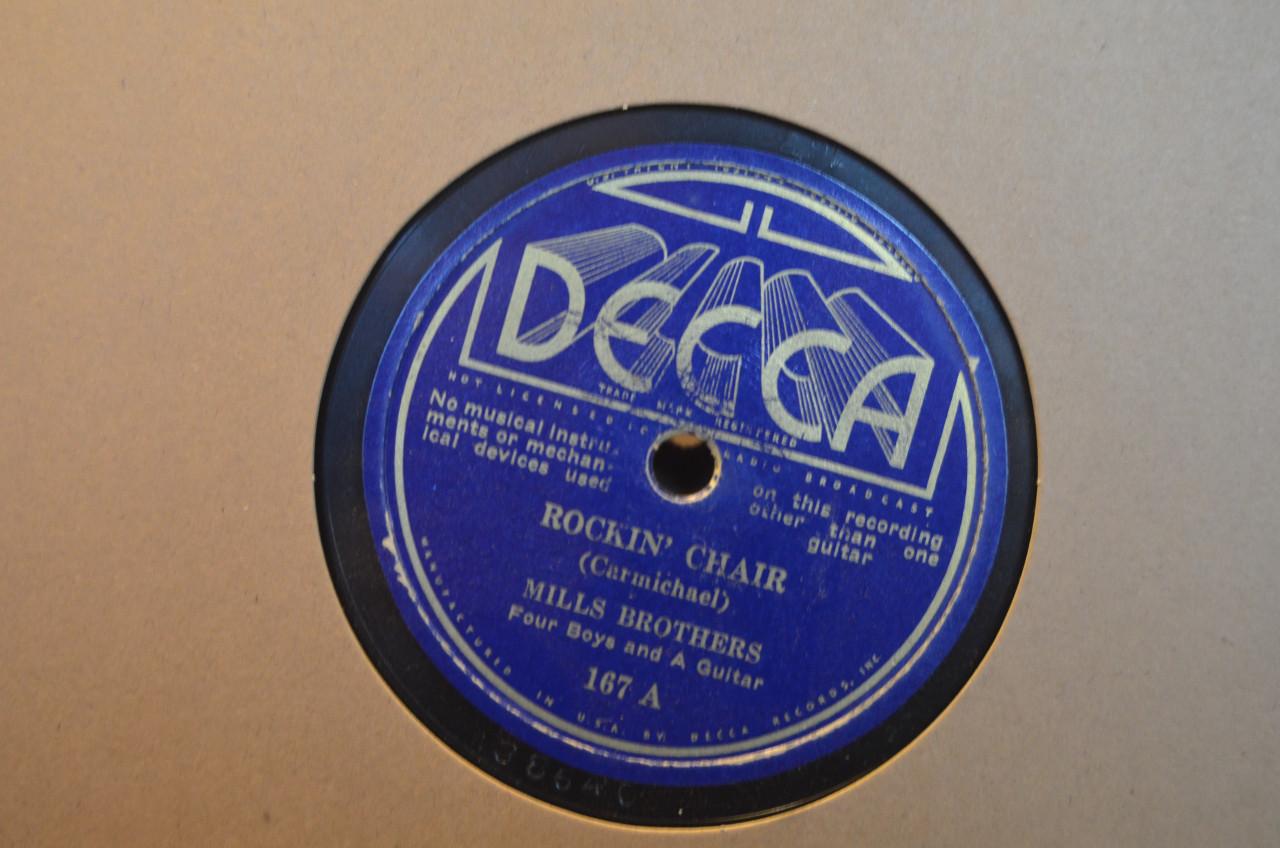 DECCA
TRADE MARK REGISTERED
NOT LICENSED RADIO BROADCAST
No musical instru-
ments or mechan-
ical devices used
on this recording
other than one
guitar
ROCKIN' CHAIR
(Carmichael)
MILLS BROTHERS
Four Boys and A Guitar
167 A
MANUFACTURED IN U.S.A. BY DECCA RECORDS, INC